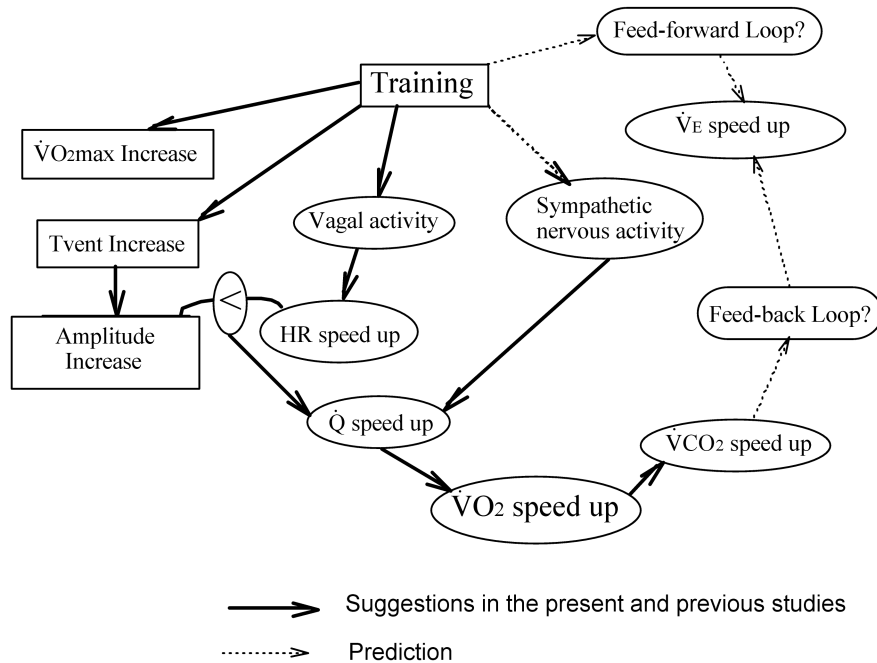 Feed-forward Loop?
Training
V̇E speed up
V̇O2max Increase
Vagal activity
Sympathetic
nervous activity
Tvent Increase
<
Feed-back Loop?
HR speed up
Amplitude
Increase
Q̇ speed up
V̇CO2 speed up
V̇O2 speed up
Suggestions in the present and previous studies
Prediction